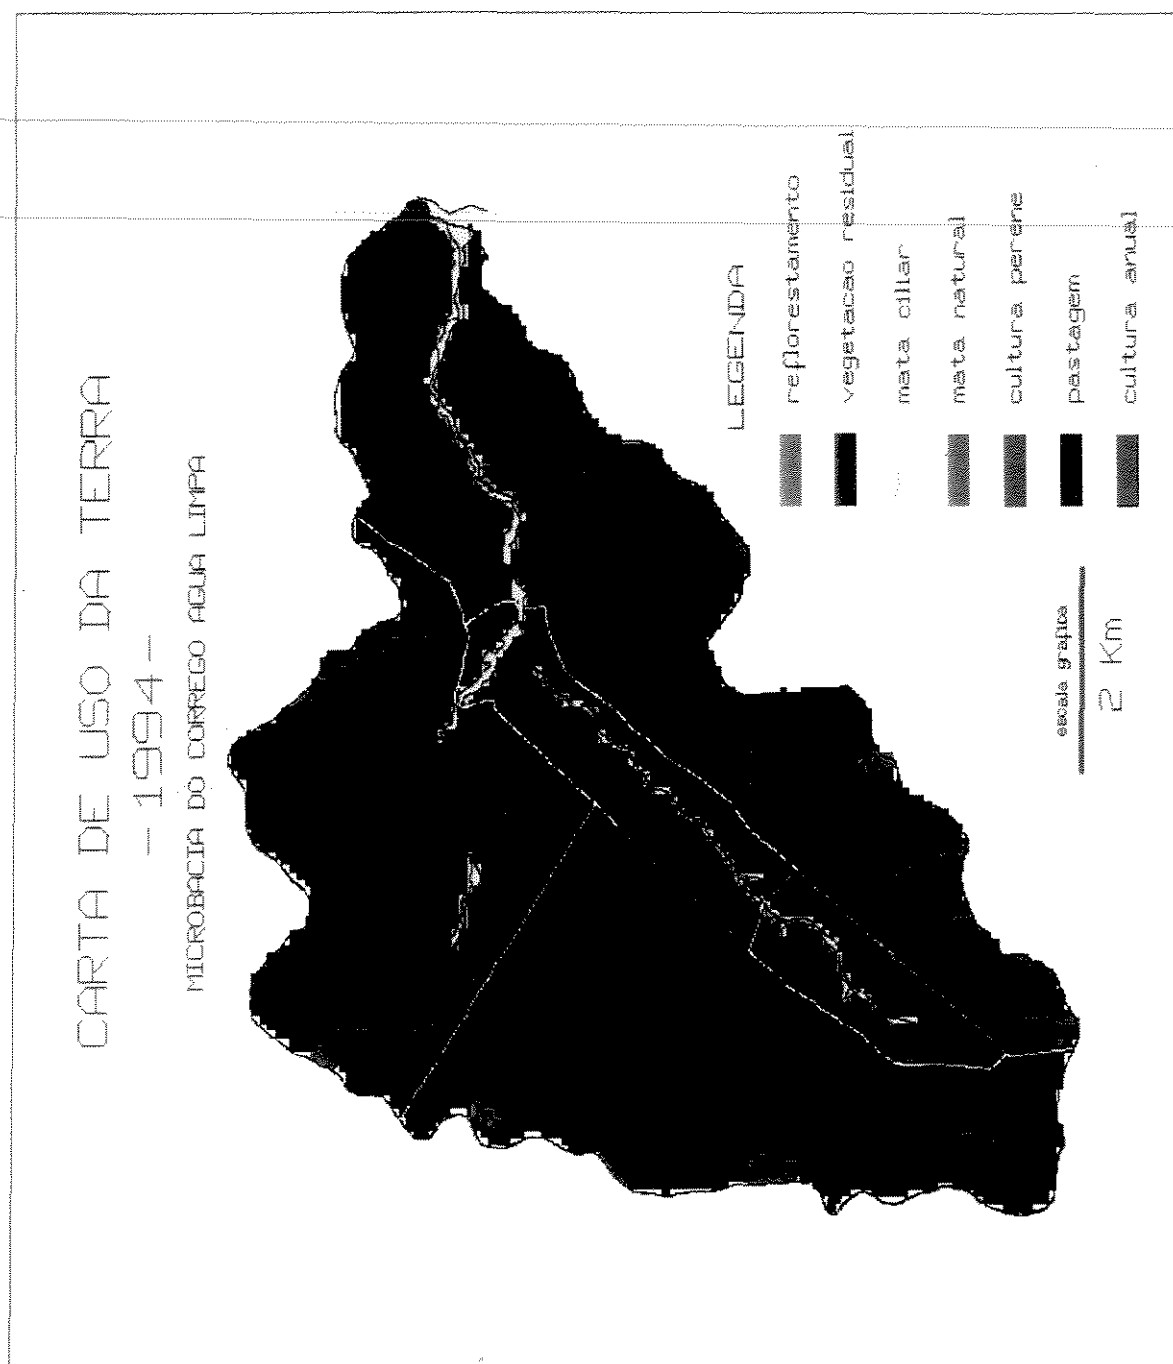 CARTA DE USO DA TERRA
-1994-
MICROBACIA DO CORREGO AGUA LIMPA
LEGENDA
reflorestamento
vegetacao residual
mata ciliar
mata natural
cultura perene
pastagem
cultura anual
escala grafica
2 Km